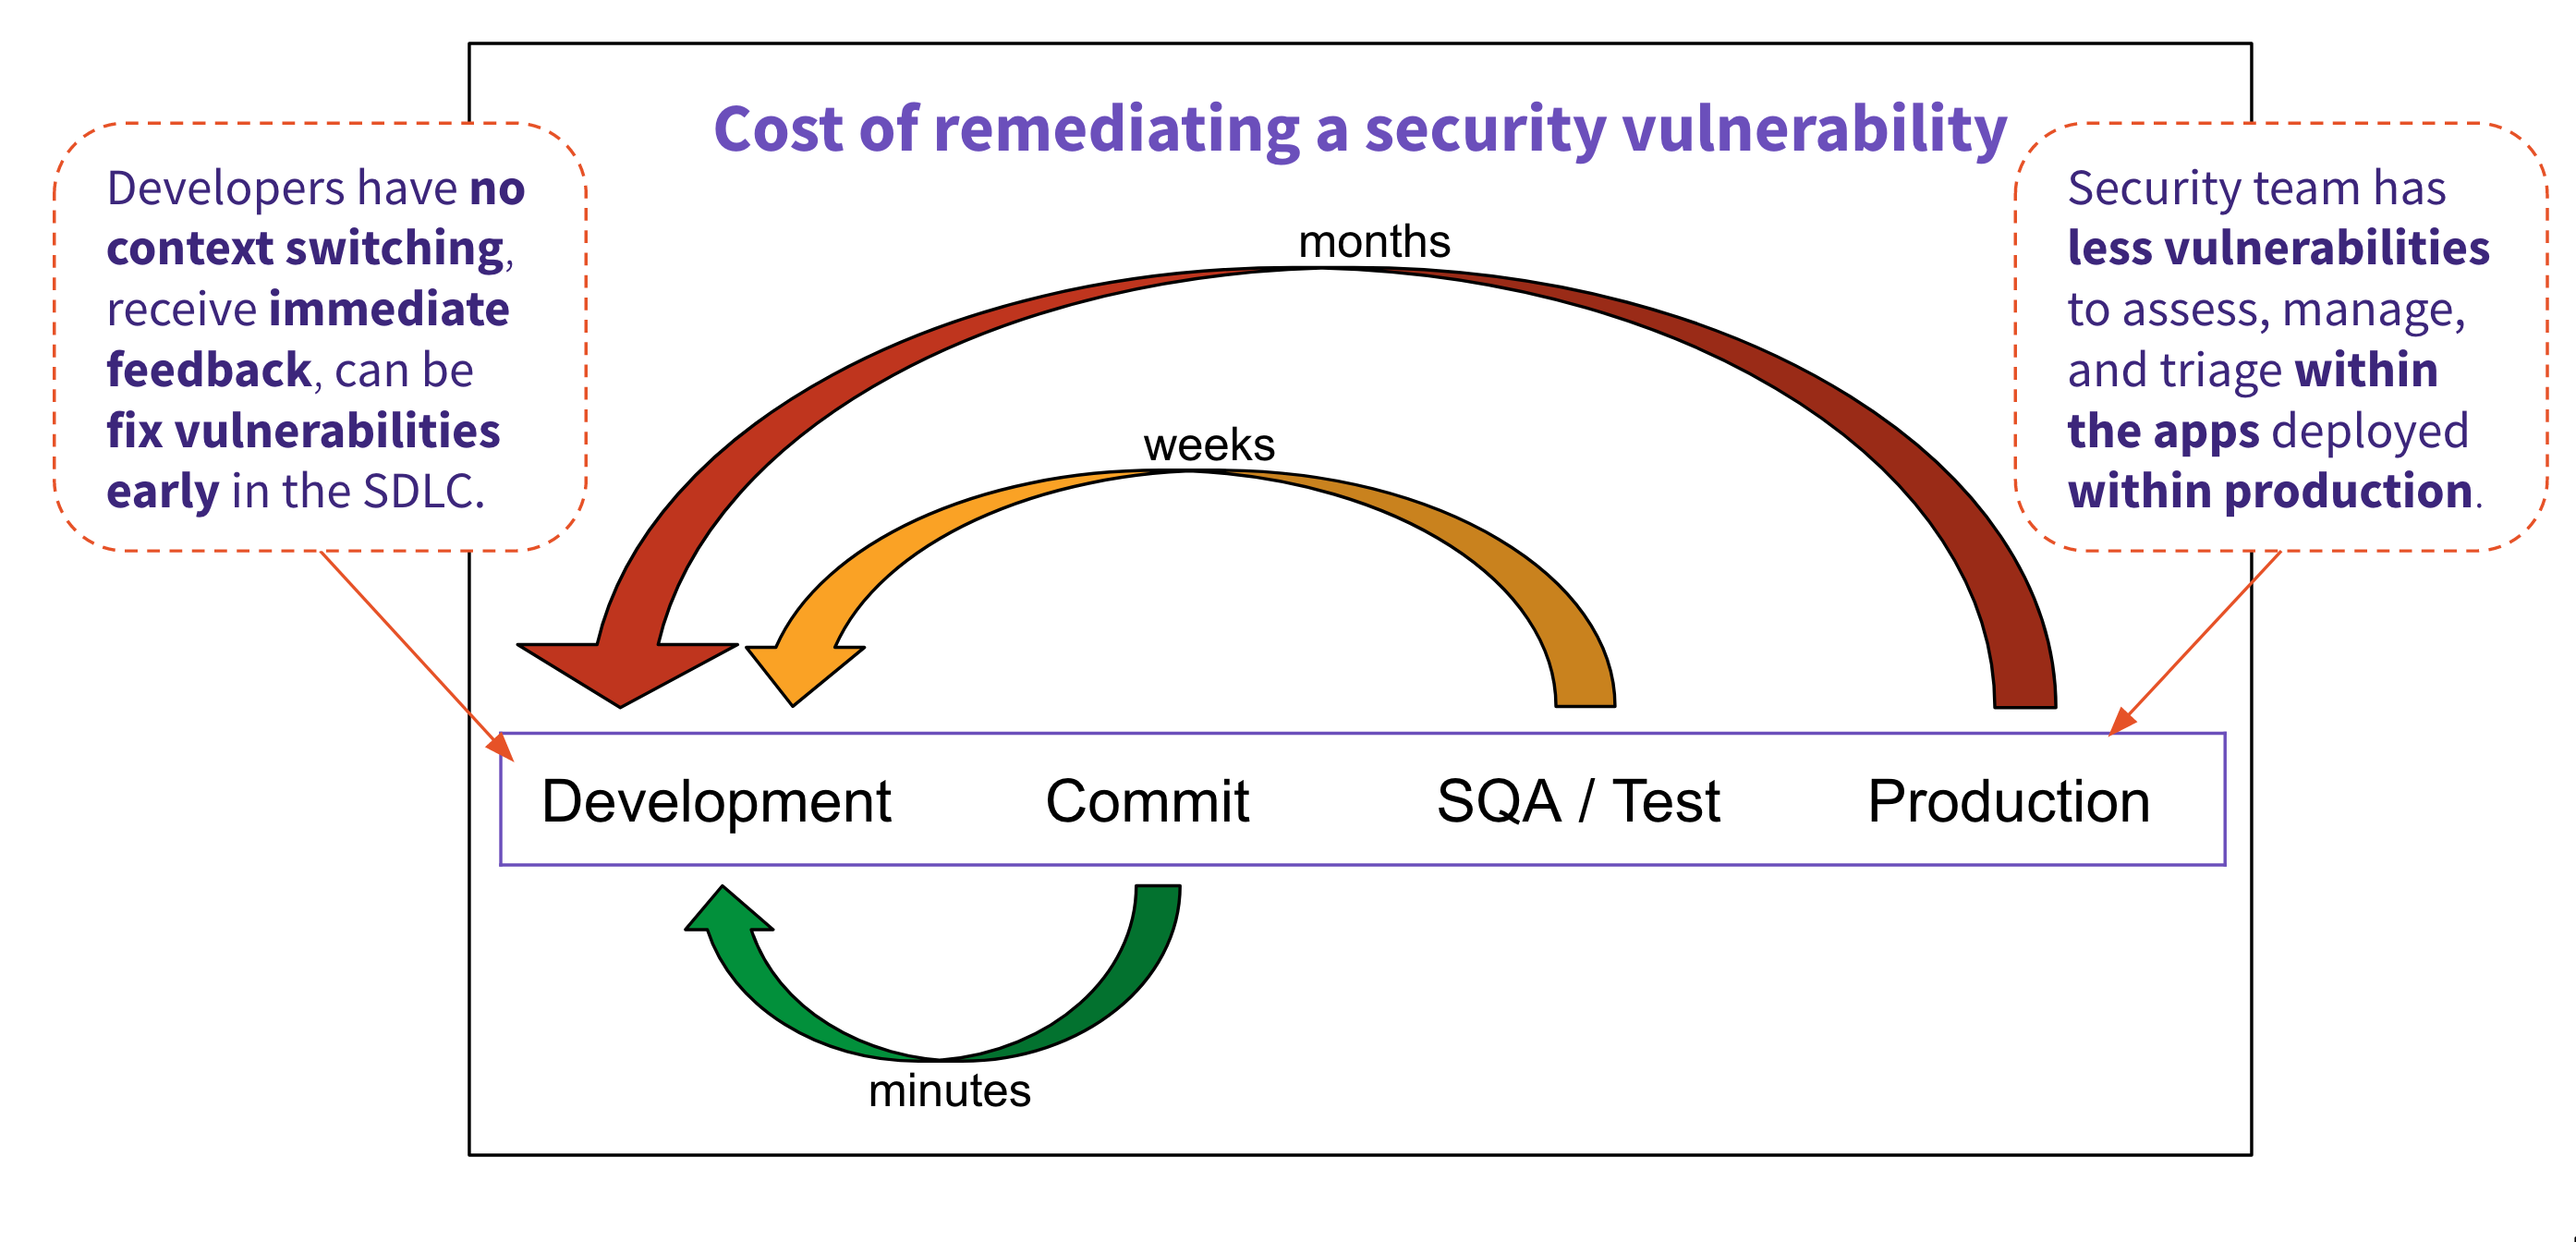 Cost of remediating a security vulnerability
Developers have no
context switching,
receive immediate
feedback, can be
fix vulnerabilities
early in the SDLC.
Security team has
less vulnerabilities
to assess, manage,
and triage within
the apps deployed
within production.
months
weeks
Development Commit SQA / Test Production
minutes